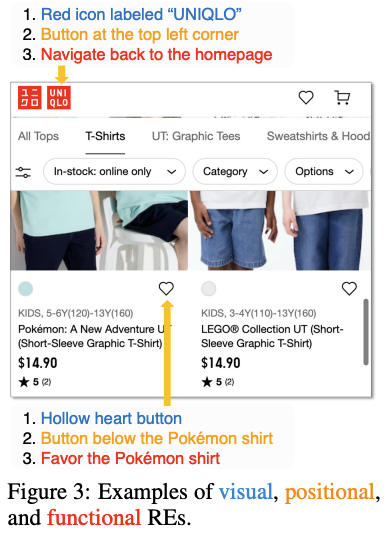 1. Red icon labeled “UNIQLO”
2. Button at the top left corner
3. Navigate back to the homepage
ユニ
クロ
UNI
QLO
All Tops T-Shirts UT: Graphic Tees Sweatshirts & Hood
In-stock: online only Category Options
KIDS, 5-6Y(120)-13Y(160)
Pokémon: A New Adventure UT
(Short-Sleeve Graphic T-Shirt)
$14.90
★ 5 (2)
KIDS, 3-4Y(110)-13Y(160)
LEGO® Collection UT (Short-
Sleeve Graphic T-Shirt)
$14.90
★ 5 (2)
1. Hollow heart button
2. Button below the Pokémon shirt
3. Favor the Pokémon shirt
Figure 3: Examples of visual, positional,
and functional REs.